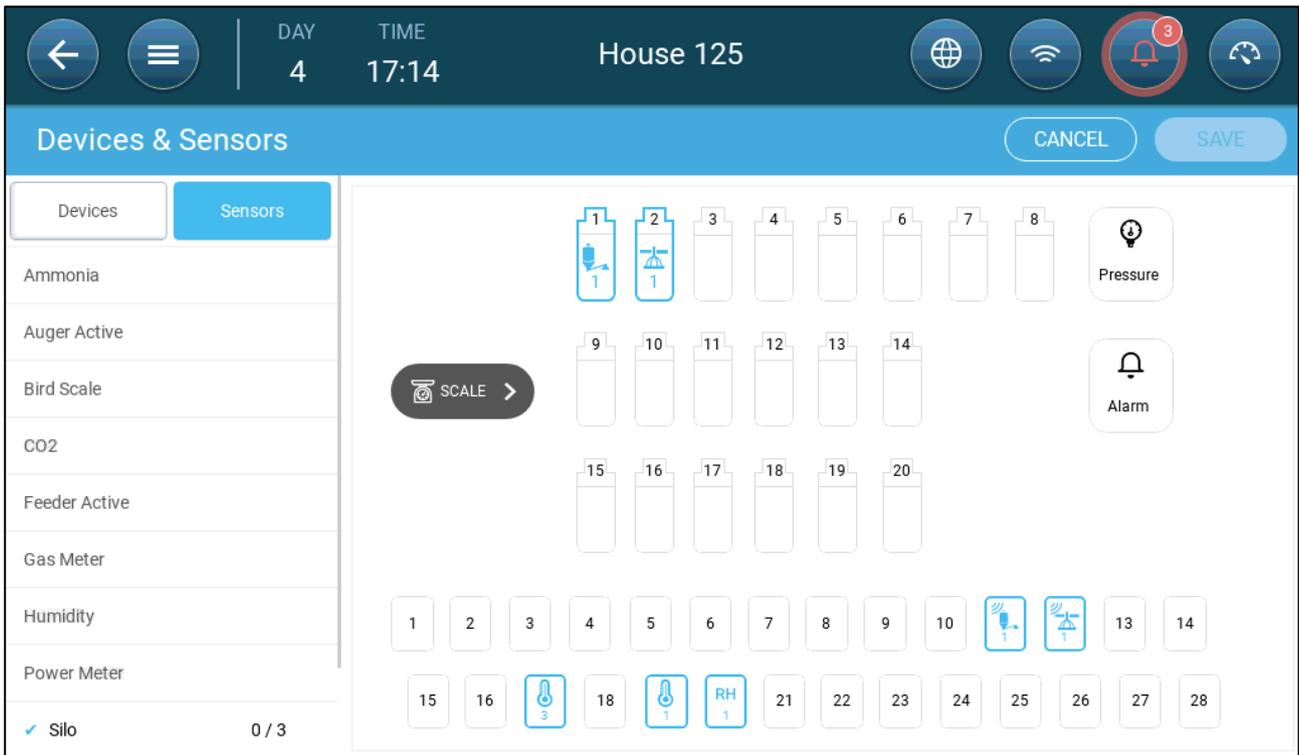 DAY TIME
4 17:14 House 125 3
Devices & Sensors CANCEL SAVE
Devices Sensors
Ammonia
Auger Active
Bird Scale
CO2
Feeder Active
Gas Meter
Humidity
Power Meter
Silo 0 / 3
1 2 3 4 5 6 7 8
1 1
Pressure
9 10 11 12 13 14
SCALE
Alarm
15 16 17 18 19 20
1 2 3 4 5 6 7 8 9 10 1 1 13 14
15 16 3 18 1 RH 1 21 22 23 24 25 26 27 28